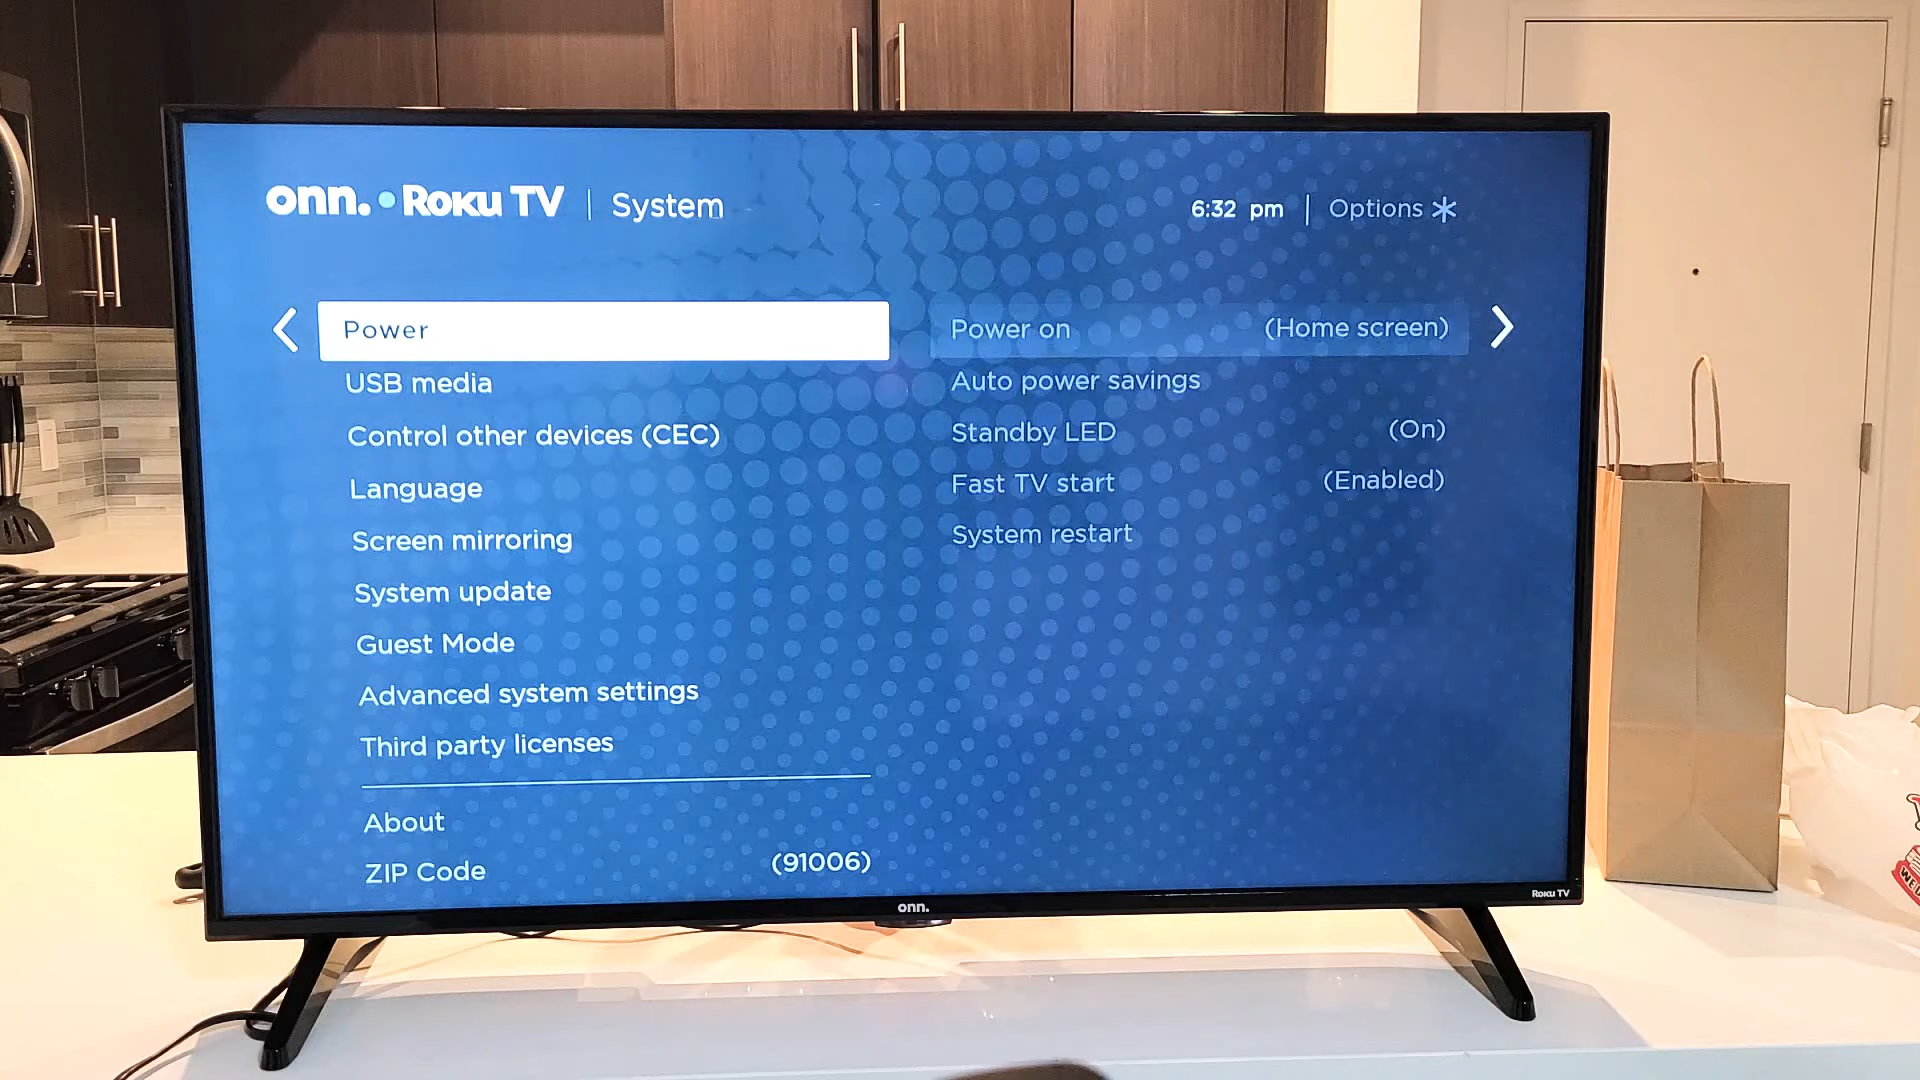 onn. • Roku TV | System
6:32 pm | Options
Power
USB media
Control other devices (CEC)
Language
Screen mirroring
System update
Guest Mode
Advanced system settings
Third party licenses
About
ZIP Code (91006)
Power on (Home screen)
Auto power savings
Standby LED (On)
Fast TV start (Enabled)
System restart
onn.
Roku TV